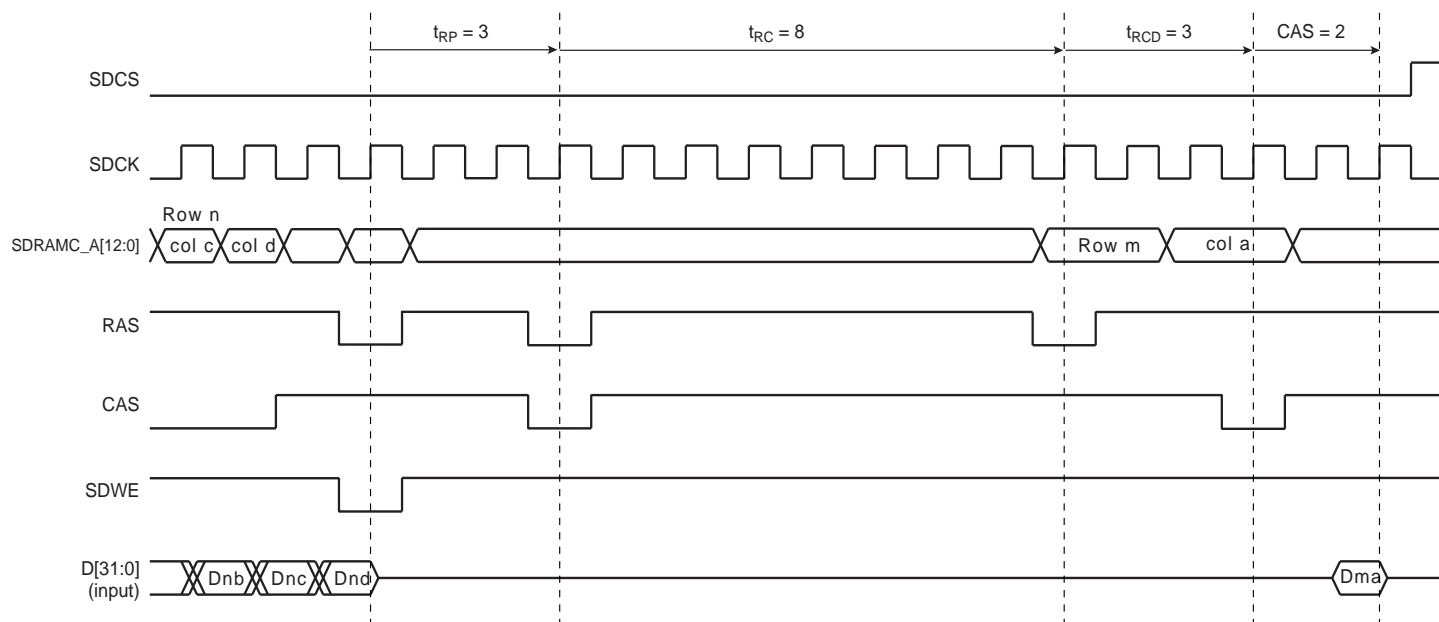 tRP = 3 tRC = 8 tRCD = 3 CAS = 2
SDCS
SDCK
Row n
SDRAMC_A[12:0] col c col d Row m col a
RAS
CAS
SDWE
D[31:0]
(input) Dnb Dnc Dnd Dma